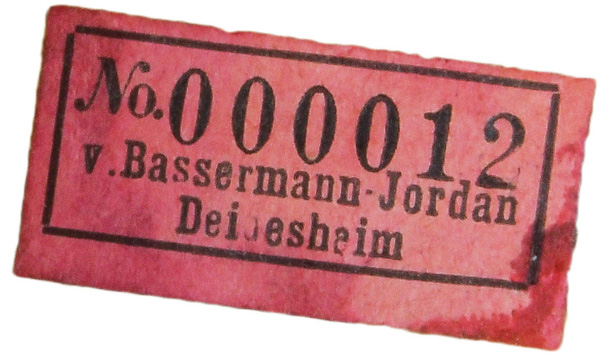 No. 000012
v. Bassermann-Jordan
Deidesheim